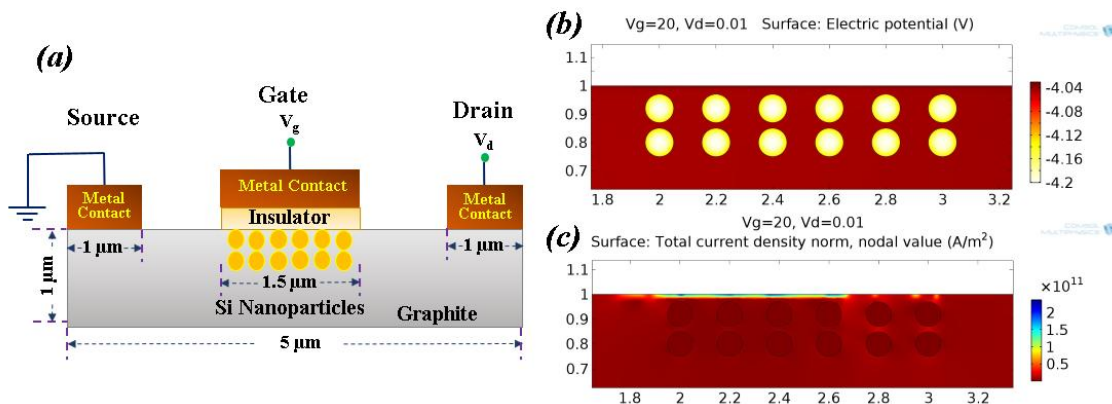 (a)
Source
Gate
Vg
Drain
Vd
Metal
Contact
Metal Contact
Insulator
Metal
Contact
1 µm
1 µm
1 µm
1.5 µm
Si Nanoparticles
Graphite
5 µm
(b)
Vg=20, Vd=0.01 Surface: Electric potential (V)
COMSOL
MULTIPHYSICS
1.1
1
0.9
0.8
0.7
1.8 2 2.2 2.4 2.6 2.8 3 3.2
-4.04
-4.08
-4.12
-4.16
-4.2
Vg=20, Vd=0.01
(c) Surface: Total current density norm, nodal value (A/m²)
1.1
1
0.9
0.8
0.7
1.8 2 2.2 2.4 2.6 2.8 3
×10¹¹
2
1.5
1
0.5